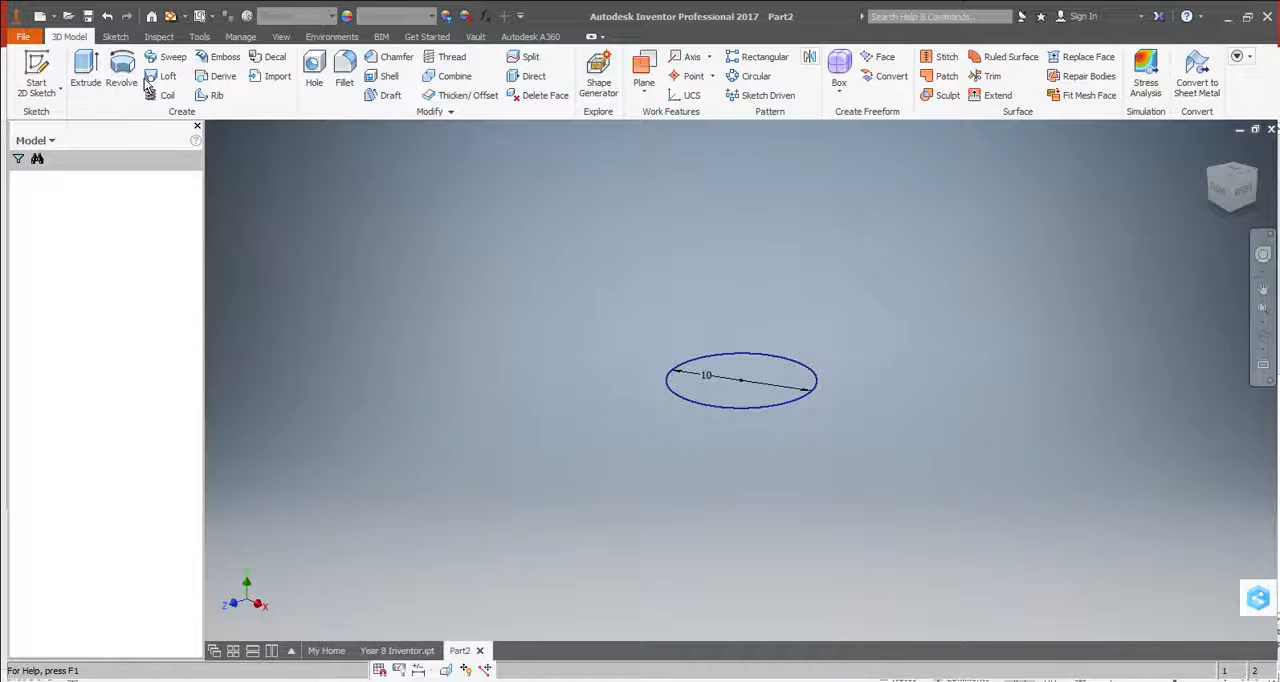 Autodesk Inventor Professional 2017 Part2
Search Help & Commands...
Sign In
File 3D Model Sketch Inspect Tools Manage View Environments BIM Get Started Vault Autodesk A360
Start
2D Sketch
Sketch
Extrude Revolve
Sweep
Loft
Coil
Emboss
Derive
Rib
Decal
Import
Create
Hole Fillet
Chamfer
Shell
Draft
Thread
Combine
Thicken/
Split
Direct
Delete Face
Modify
Shape
Generator
Explore
Plane
Axis
Point
UCS
Work Features
Rectangular
Circular
Sketch Driven
Pattern
Box
Face
Convert
Create Freeform
Stitch
Patch
Sculpt
Ruled Surface
Trim
Extend
Replace Face
Repair Bodies
Fit Mesh Face
Surface
Stress
Analysis
Simulation
Convert to
Sheet Metal
Convert
Model
10
Z X
My Home Year 8 Inventor.ipt Part2
For Help, press F1
1 2